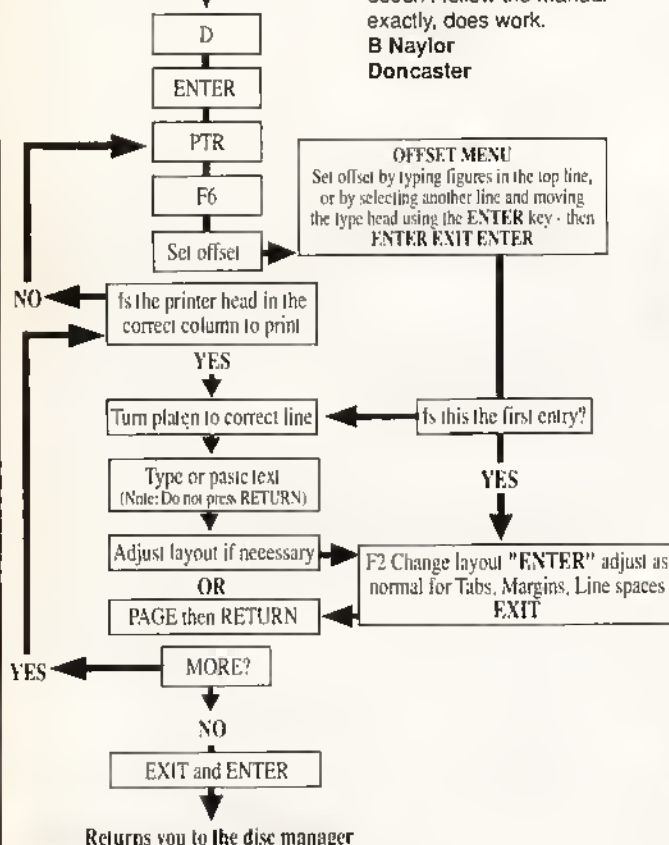 exactly, does work.
B Naylor
Doncaster
D
ENTER
PTR
F6
Set offset
OFFSET MENU
Set offset by typing figures in the top line,
or by selecting another line and moving
the type head using the ENTER key - then
ENTER EXIT ENTER
NO
Is the printer head in the
correct column to print
YES
Turn platen to correct line
Is this the first entry?
Type or paste text
(Note: Do not press RETURN)
YES
Adjust layout if necessary
F2 Change layout "ENTER" adjust as
normal for Tabs, Margins, Line spaces
EXIT
OR
PAGE then RETURN
YES
MORE?
NO
EXIT and ENTER
Returns you to the disc manager